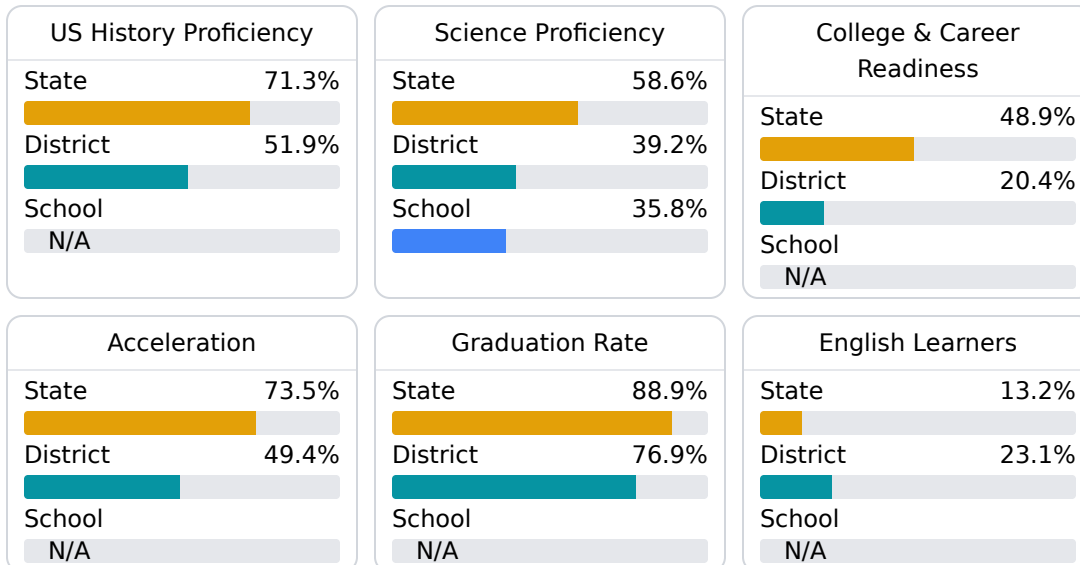 US History Proficiency
State 71.3%
District 51.9%
School
N/A
Science Proficiency
State 58.6%
District 39.2%
School 35.8%
College & Career
Readiness
State 48.9%
District 20.4%
School
N/A
Acceleration
State 73.5%
District 49.4%
School
N/A
Graduation Rate
State 88.9%
District 76.9%
School
N/A
English Learners
State 13.2%
District 23.1%
School
N/A